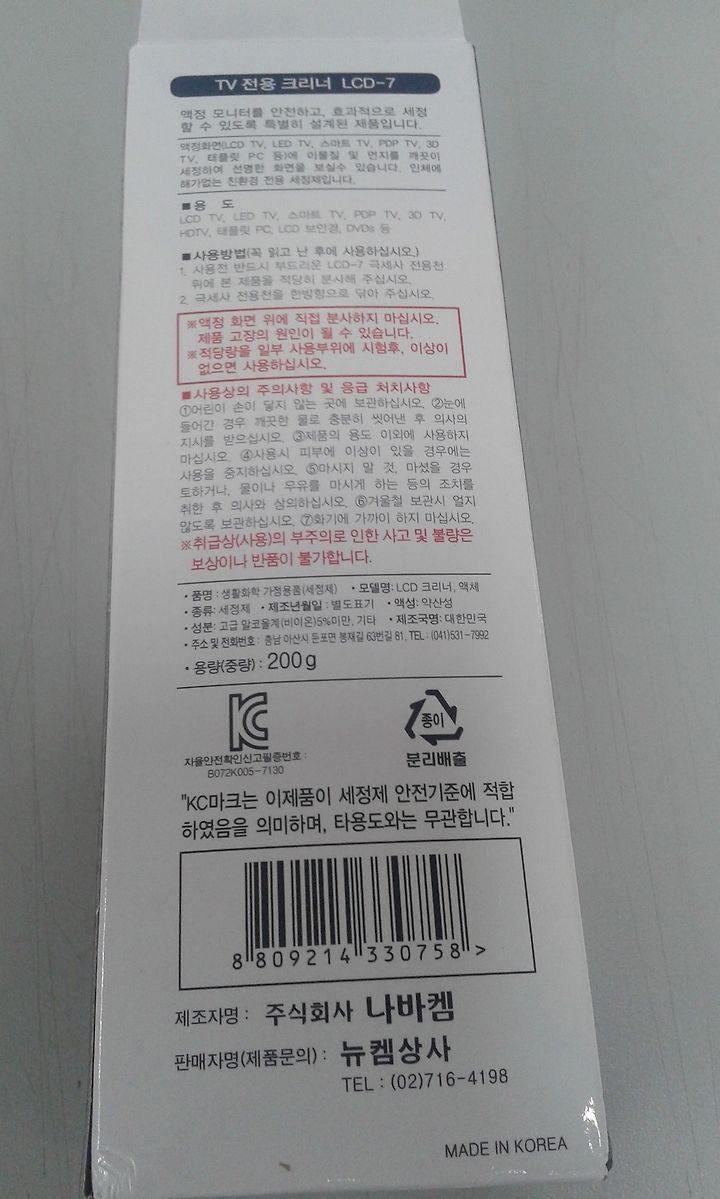 TV 전용 크리너 LCD-7
액정 모니터를 안전하고, 효과적으로 세정
할 수 있도록 특별히 설계된 제품입니다.
액정화면(LCD TV, LED TV, 스마트 TV, PDP TV, 3D
TV, 태플릿 PC 등)에 이물질 및 먼지를 깨끗이
세정하여 선명한 화면을 보실수 있습니다. 인체에
해가없는 친환경 전용 세정제입니다.
■용 도
LCD TV, LED TV, 스마트 TV, PDP TV, 3D TV,
HDTV, 태플릿 PC, LCD 보안경, DVDs 등
■사용방법(꼭 읽고 난 후에 사용하십시오.)
1. 사용전 반드시 부드러운 LCD-7 극세사 전용천
위에 본 제품을 적당히 분사해 주십시오.
2. 극세사 전용천을 한방향으로 닦아 주십시오.
※액정 화면 위에 직접 분사하지 마십시오.
제품 고장의 원인이 될 수 있습니다.
※적당량을 일부 사용부위에 시험후, 이상이
없으면 사용하십시오.
■사용상의 주의사항 및 응급 처치사항
①어린이 손이 닿지 않는 곳에 보관하십시오. ②눈에
들어간 경우 깨끗한 물로 충분히 씻어낸 후 의사의
지시를 받으십시오. ③제품의 용도 이외에 사용하지
마십시오. ④사용시 피부에 이상이 있을 경우에는
사용을 중지하십시오. ⑤마시지 말 것, 마셨을 경우
토하거나, 물이나 우유를 마시게 하는 등의 조치를
취한 후 의사와 상의하십시오. ⑥겨울철 보관시 얼지
않도록 보관하십시오. ⑦화기에 가까이 하지 마십시오.
※취급상(사용)의 부주의로 인한 사고 및 불량은
보상이나 반품이 불가합니다.
• 품명 : 생활화학 가정용품(세정제) • 모델명: LCD 크리너, 액체
• 종류: 세정제 • 제조년월일 : 별도표기 • 액성: 약산성
• 성분: 고급 알코올계(비이온)5%미만, 기타 • 제조국명: 대한민국
• 주소 및 전화번호 : 충남 아산시 둔포면 봉재길 63번길 81, TEL : (041)531-7992
• 용량(중량) : 200g
KC
종이
자율안전확인신고필증번호 :
B072K005-7130
분리배출
"KC마크는 이제품이 세정제 안전기준에 적합
하였음을 의미하며, 타용도와는 무관합니다."
8 809214 330758 >
제조자명 : 주식회사 나바켐
판매자명(제품문의) : 뉴켐상사
TEL : (02)716-4198
MADE IN KOREA